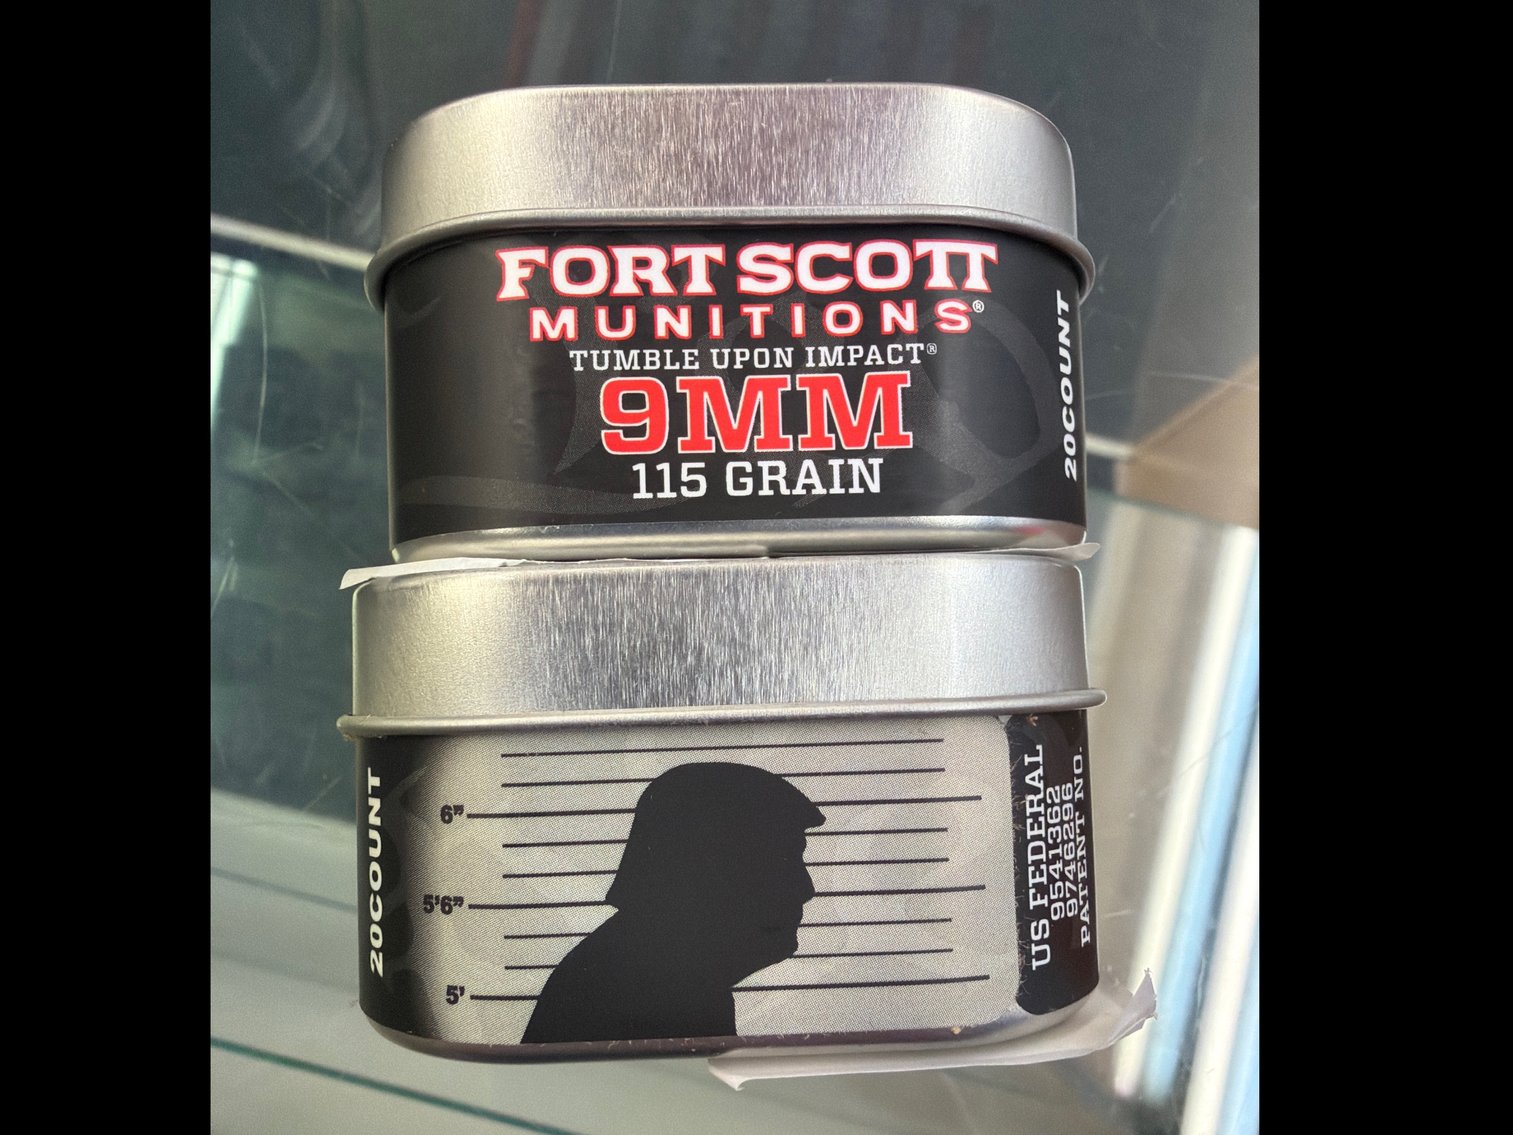 FORT SCOTT
MUNITIONS®
TUMBLE UPON IMPACT®
9MM
115 GRAIN
20COUNT
20COUNT
6”
5’6”
5’
US FEDERAL
9541362
9746296
PATENT NO.